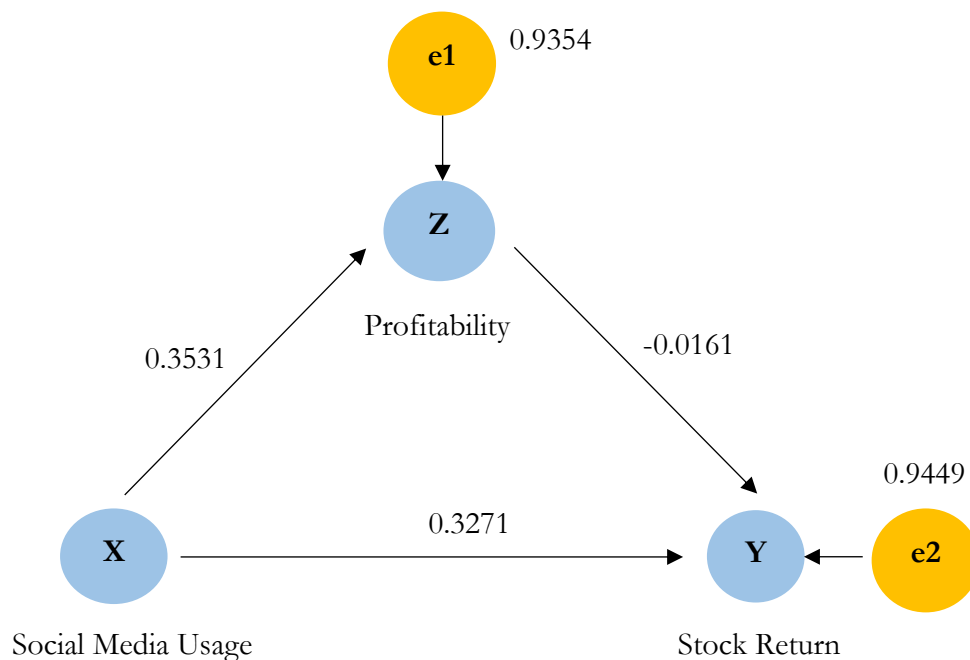 e1
0.9354
Z
Profitability
0.3531
-0.0161
0.9449
0.3271
X
Y
e2
Social Media Usage
Stock Return